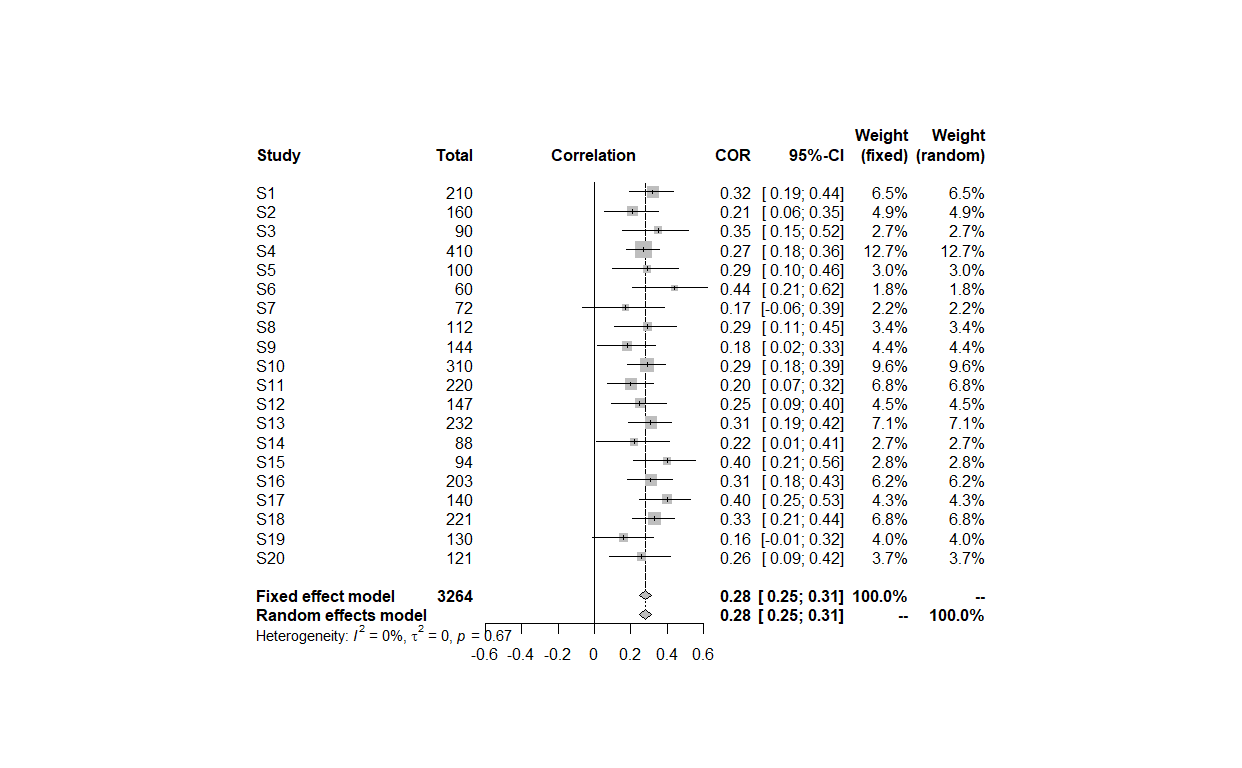 Weight Weight
Study Total Correlation COR 95%-CI (fixed) (random)
S1 210 0.32 [ 0.19; 0.44] 6.5% 6.5%
S2 160 0.21 [ 0.06; 0.35] 4.9% 4.9%
S3 90 0.35 [ 0.15; 0.52] 2.7% 2.7%
S4 410 0.27 [ 0.18; 0.36] 12.7% 12.7%
S5 100 0.29 [ 0.10; 0.46] 3.0% 3.0%
S6 60 0.44 [ 0.21; 0.62] 1.8% 1.8%
S7 72 0.17 [-0.06; 0.39] 2.2% 2.2%
S8 112 0.29 [ 0.11; 0.45] 3.4% 3.4%
S9 144 0.18 [ 0.02; 0.33] 4.4% 4.4%
S10 310 0.29 [ 0.18; 0.39] 9.6% 9.6%
S11 220 0.20 [ 0.07; 0.32] 6.8% 6.8%
S12 147 0.25 [ 0.09; 0.40] 4.5% 4.5%
S13 232 0.31 [ 0.19; 0.42] 7.1% 7.1%
S14 88 0.22 [ 0.01; 0.41] 2.7% 2.7%
S15 94 0.40 [ 0.21; 0.56] 2.8% 2.8%
S16 203 0.31 [ 0.18; 0.43] 6.2% 6.2%
S17 140 0.40 [ 0.25; 0.53] 4.3% 4.3%
S18 221 0.33 [ 0.21; 0.44] 6.8% 6.8%
S19 130 0.16 [-0.01; 0.32] 4.0% 4.0%
S20 121 0.26 [ 0.09; 0.42] 3.7% 3.7%
Fixed effect model 3264 0.28 [ 0.25; 0.31] 100.0% --
Random effects model 0.28 [ 0.25; 0.31] -- 100.0%
Heterogeneity: I² = 0%, τ² = 0, p = 0.67
-0.6 -0.4 -0.2 0 0.2 0.4 0.6